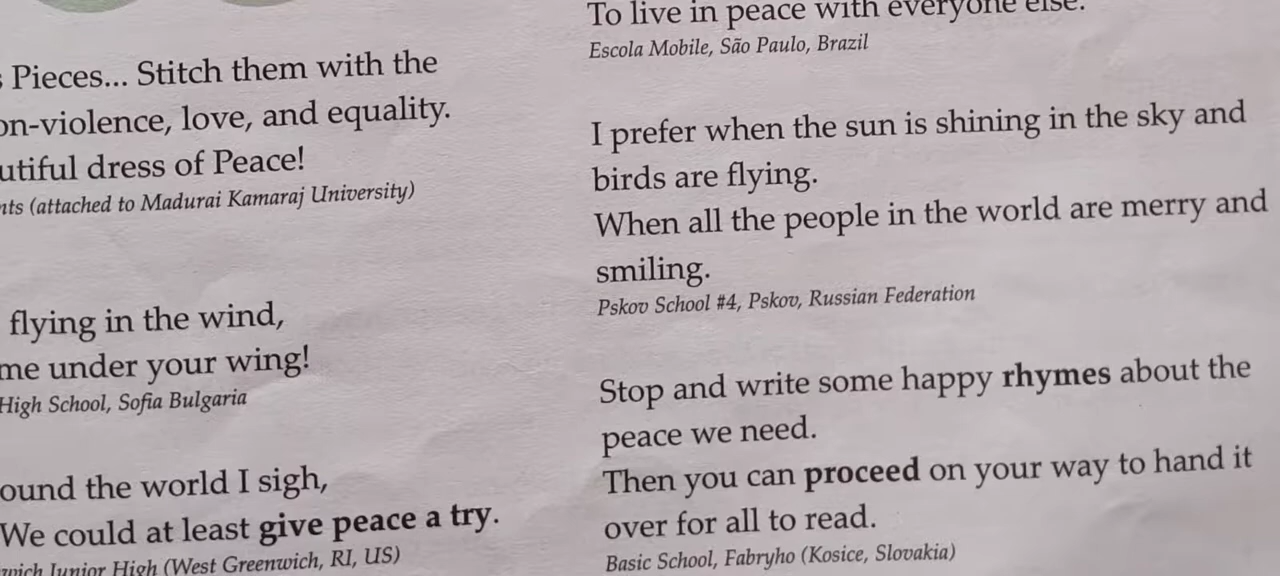 Pieces... Stitch them with the
on-violence, love, and equality.
utiful dress of Peace!
nts (attached to Madurai Kamaraj University)
flying in the wind,
me under your wing!
High School, Sofia Bulgaria
ound the world I sigh,
We could at least give peace a try.
wich Junior High (West Greenwich, RI, US)
To live in peace with everyone else.
Escola Mobile, São Paulo, Brazil
I prefer when the sun is shining in the sky and
birds are flying.
When all the people in the world are merry and
smiling.
Pskov School #4, Pskov, Russian Federation
Stop and write some happy rhymes about the
peace we need.
Then you can proceed on your way to hand it
over for all to read.
Basic School, Fabryho (Kosice, Slovakia)